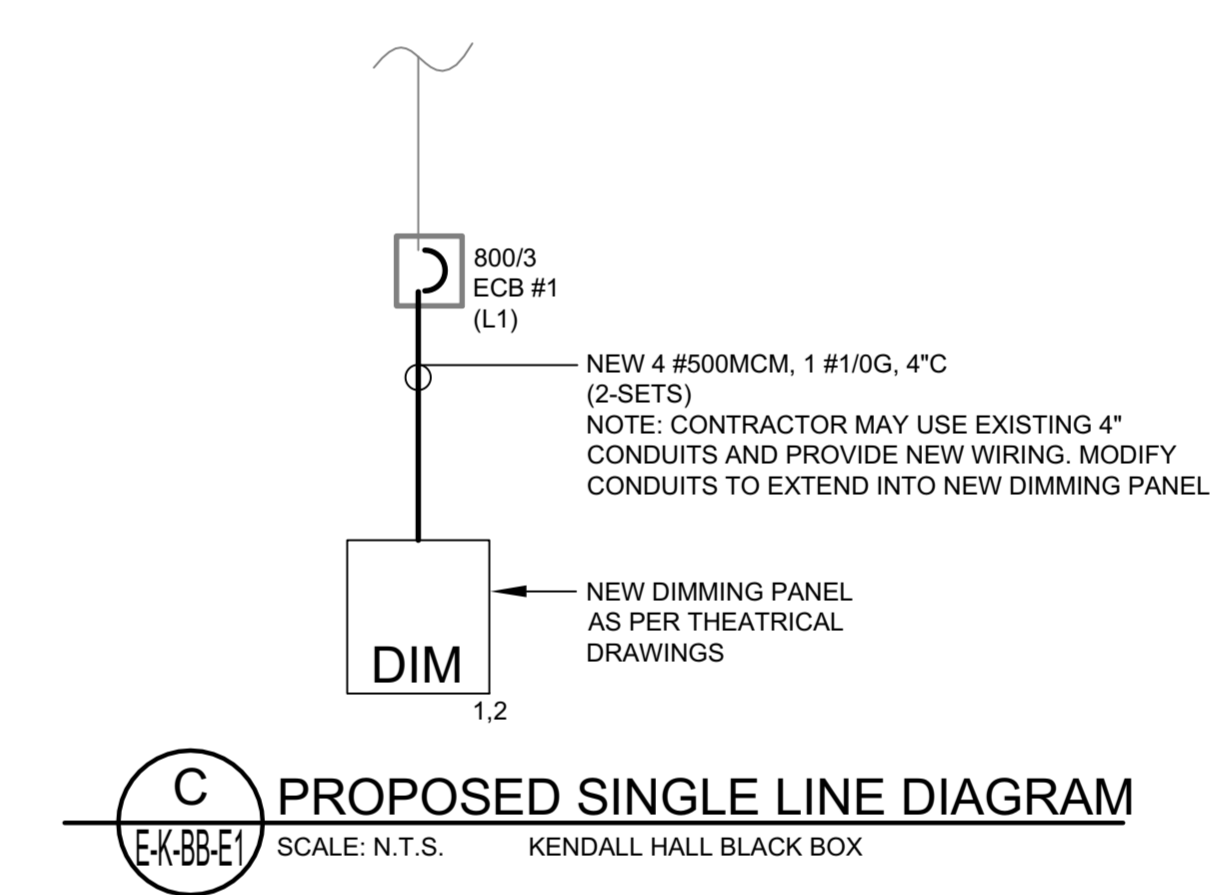 800/3
ECB #1
(L1)
NEW 4 #500MCM, 1 #1/0G, 4"C
(2-SETS)
NOTE: CONTRACTOR MAY USE EXISTING 4"
CONDUITS AND PROVIDE NEW WIRING. MODIFY
CONDUITS TO EXTEND INTO NEW DIMMING PANEL
NEW DIMMING PANEL
AS PER THEATRICAL
DRAWINGS
DIM
1,2
C
PROPOSED SINGLE LINE DIAGRAM
E-K-BB-E1
SCALE: N.T.S. KENDALL HALL BLACK BOX